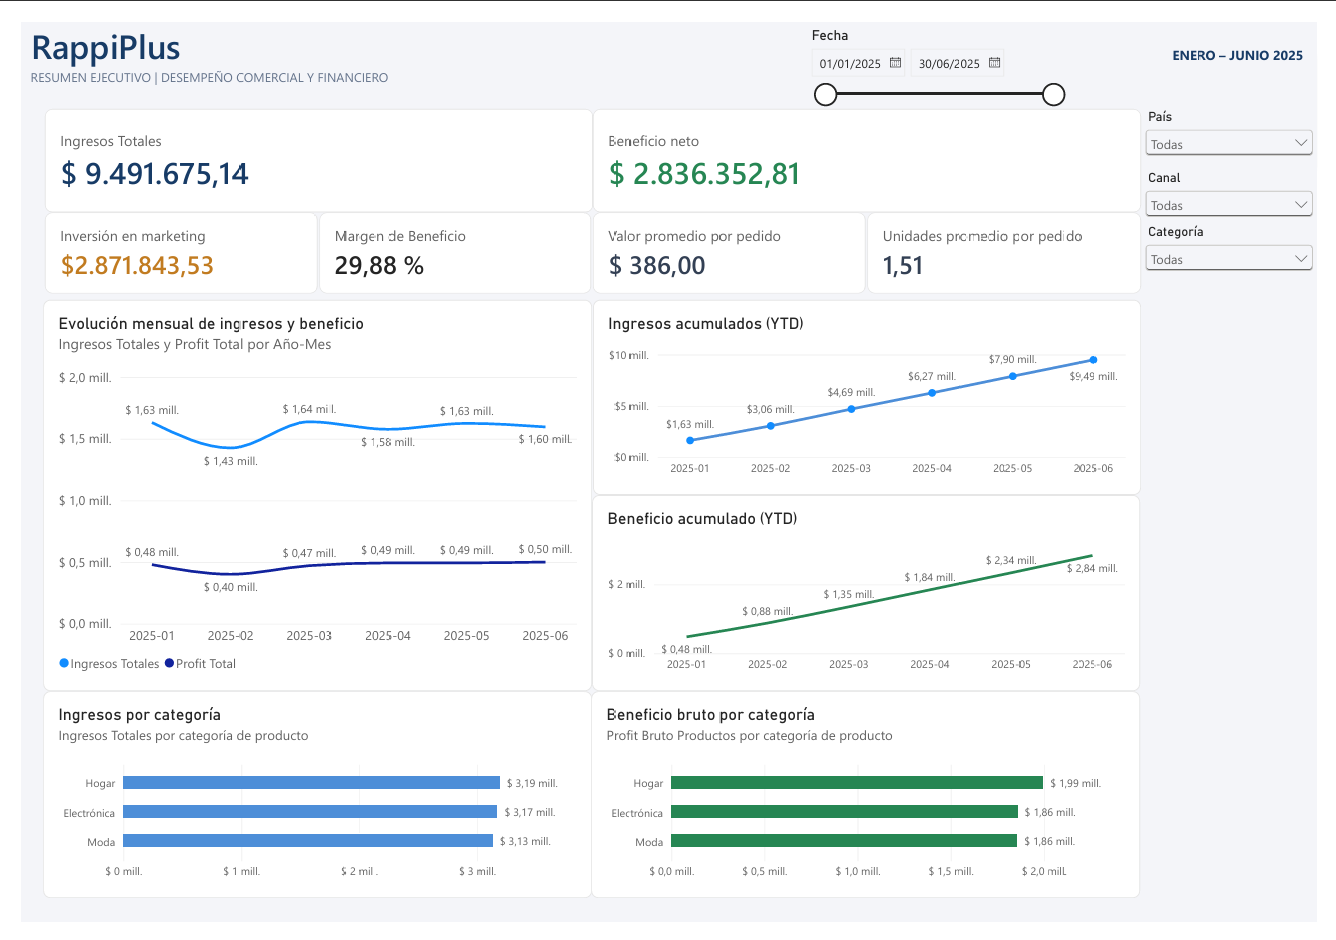 RappiPlus
RESUMEN EJECUTIVO | DESEMPEÑO COMERCIAL Y FINANCIERO
Fecha
01/01/2025
30/06/2025
ENERO – JUNIO 2025
País
Todas
Canal
Todas
Categoría
Todas
Ingresos Totales
$ 9.491.675,14
Beneficio neto
$ 2.836.352,81
Inversión en marketing
$2.871.843,53
Margen de Beneficio
29,88 %
Valor promedio por pedido
$ 386,00
Unidades promedio por pedido
1,51
Evolución mensual de ingresos y beneficio
Ingresos Totales y Profit Total por Año-Mes
$ 2,0 mill.
$ 1,5 mill.
$ 1,0 mill.
$ 0,5 mill.
$ 0,0 mill.
$ 1,63 mill.
$ 1,43 mill.
$ 1,64 mill.
$ 1,58 mill.
$ 1,63 mill.
$ 1,60 mill.
$ 0,48 mill.
$ 0,40 mill.
$ 0,47 mill.
$ 0,49 mill.
$ 0,49 mill.
$ 0,50 mill.
2025-01 2025-02 2025-03 2025-04 2025-05 2025-06
Ingresos Totales Profit Total
Ingresos acumulados (YTD)
$10 mill.
$5 mill.
$0 mill.
$1,63 mill.
$3,06 mill.
$4,69 mill.
$6,27 mill.
$7,90 mill.
$9,49 mill.
2025-01 2025-02 2025-03 2025-04 2025-05 2025-06
Beneficio acumulado (YTD)
$ 2 mill.
$ 0 mill.
$ 0,48 mill.
$ 0,88 mill.
$ 1,35 mill.
$ 1,84 mill.
$ 2,34 mill.
$ 2,84 mill.
2025-01 2025-02 2025-03 2025-04 2025-05 2025-06
Ingresos por categoría
Ingresos Totales por categoría de producto
Hogar $ 3,19 mill.
Electrónica $ 3,17 mill.
Moda $ 3,13 mill.
$ 0 mill. $ 1 mill. $ 2 mill. $ 3 mill.
Beneficio bruto por categoría
Profit Bruto Productos por categoría de producto
Hogar $ 1,99 mill.
Electrónica $ 1,86 mill.
Moda $ 1,86 mill.
$ 0,0 mill. $ 0,5 mill. $ 1,0 mill. $ 1,5 mill. $ 2,0 mill.